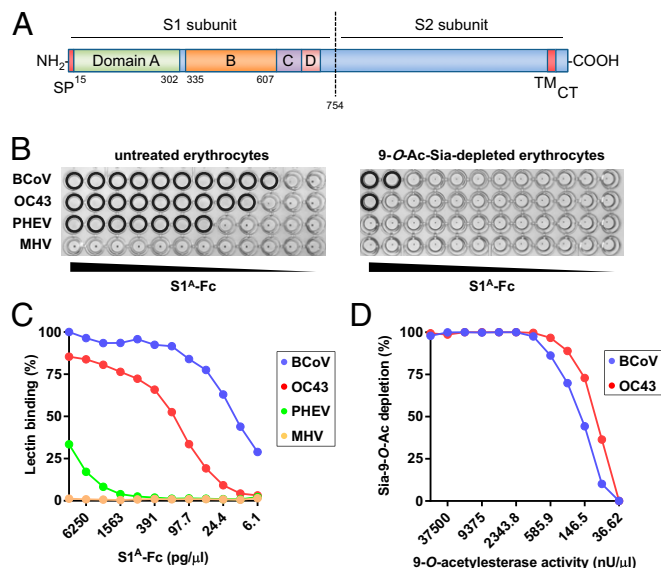 A
S1 subunit
S2 subunit
NH2-
Domain A
B
C
D
-COOH
SP
15
302
335
607
754
TM
CT
B
untreated erythrocytes
9-O-Ac-Sia-depleted erythrocytes
BCoV
OC43
PHEV
MHV
S1A-Fc
S1A-Fc
C
Lectin binding (%)
100
75
50
25
0
BCoV
OC43
PHEV
MHV
6250
1563
391
97.7
24.4
6.1
S1A-Fc (pg/μl)
D
Sia-9-O-Ac depletion (%)
100
75
50
25
0
BCoV
OC43
37500
9375
2343.8
585.9
146.5
36.62
9-O-acetylesterase activity (nU/μl)